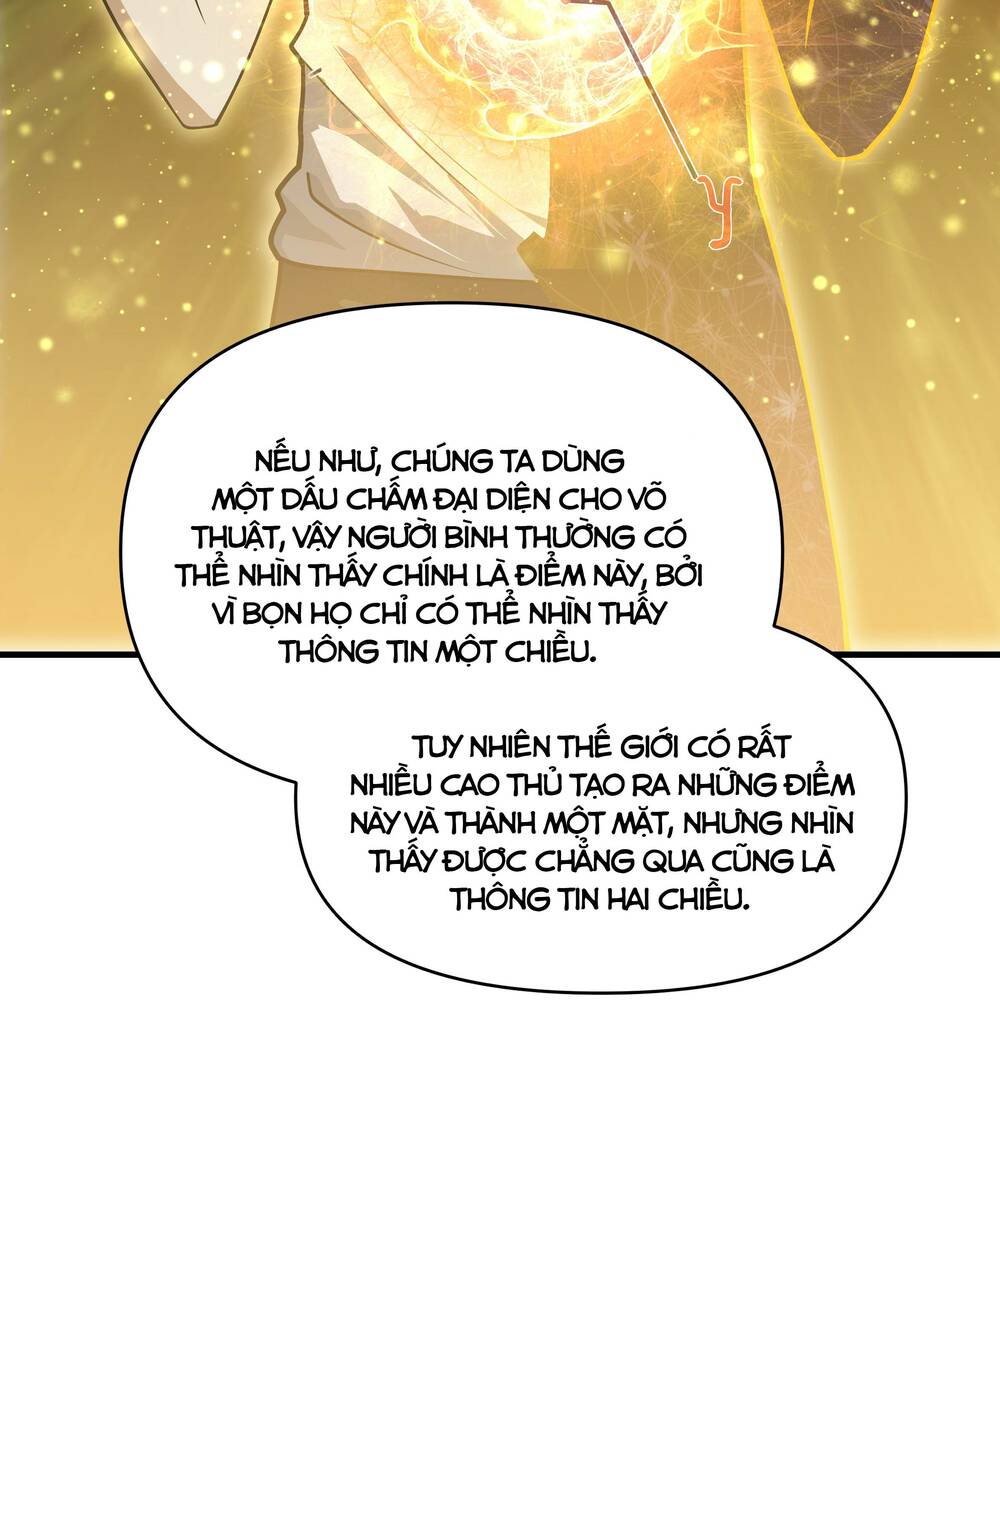 y
NẾU NHƯ, CHÚNG TA DÙNG
MỘT DẤU CHẤM ĐẠI DIỆN CHO VÕ
THUẬT, VẬY NGƯỜI BÌNH THƯỜNG CÓ
THỂ NHÌN THẤY CHÍNH LÀ ĐIỂM NÀY, BỞI
VÌ BỌN HỌ CHỈ CÓ THỂ NHÌN THẤY
THÔNG TIN MỘT CHIỀU.
TUY NHIÊN THẾ GIỚI CÓ RẤT
NHIỀU CAO THỦ TẠO RA NHỮNG ĐIỂM
NÀY VÀ THÀNH MỘT MẶT, NHƯNG NHÌN
THẤY ĐƯỢC CHẲNG QUA CŨNG LÀ
THÔNG TIN HAI CHIỀU.